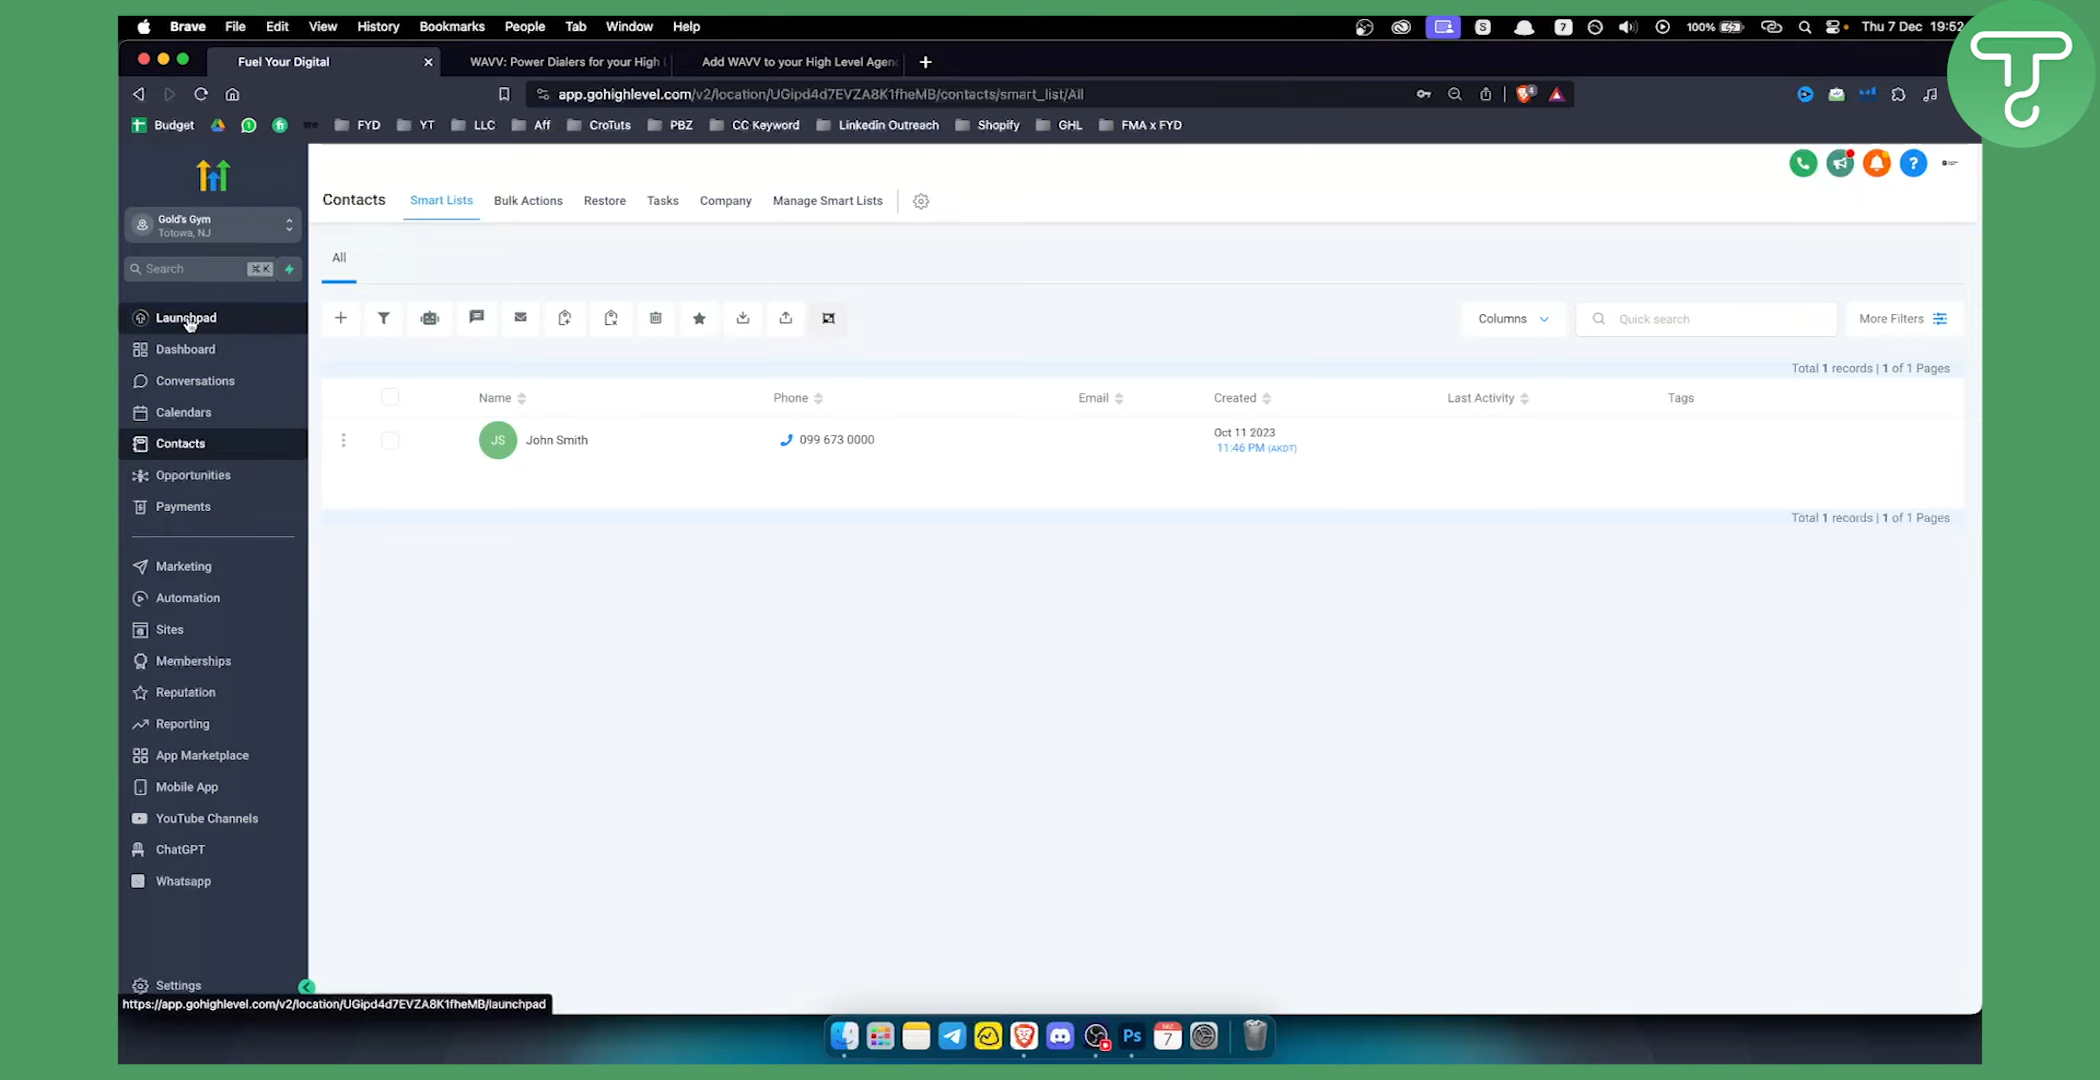 Brave File Edit View History Bookmarks People Tab Window Help
S 7 100% Thu 7 Dec 19:52
Fuel Your Digital WAVV: Power Dialers for your High Add WAVV to your High Level Agen
app.gohighlevel.com/v2/location/UGipd4d7EVZA8K1fheMB/contacts/smart_list/All
4
Budget FYD YT LLC Aff CroTuts PBZ CC Keyword Linkedin Outreach Shopify GHL FMA x FYD
Gold's Gym
Totowa, NJ
Search ⌘ K
Launchpad
Dashboard
Conversations
Calendars
Contacts
Opportunities
Payments
Marketing
Automation
Sites
Memberships
Reputation
Reporting
App Marketplace
Mobile App
YouTube Channels
ChatGPT
Whatsapp
Settings
https://app.gohighlevel.com/v2/location/UGipd4d7EVZA8K1fheMB/launchpad
Contacts Smart Lists Bulk Actions Restore Tasks Company Manage Smart Lists
All
Columns Quick search More Filters
Total 1 records | 1 of 1 Pages
Name Phone Email Created Last Activity Tags
JS John Smith 099 673 0000 Oct 11 2023
11:46 PM (AKDT)
Total 1 records | 1 of 1 Pages
Ps DEC 7